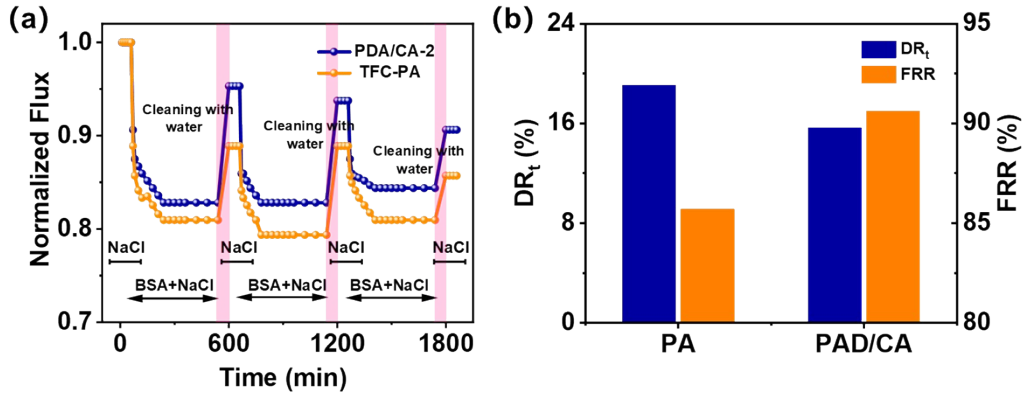 (a)
Normalized Flux
1.0
0.9
0.8
0.7
PDA/CA-2
TFC-PA
Cleaning with
water
Cleaning with
water
Cleaning with
water
NaCl
NaCl
NaCl
NaCl
BSA+NaCl
BSA+NaCl
BSA+NaCl
0
600
1200
1800
Time (min)
(b)
DRt (%)
24
16
8
0
DRt
FRR
95
90
85
80
FRR (%)
PA
PAD/CA